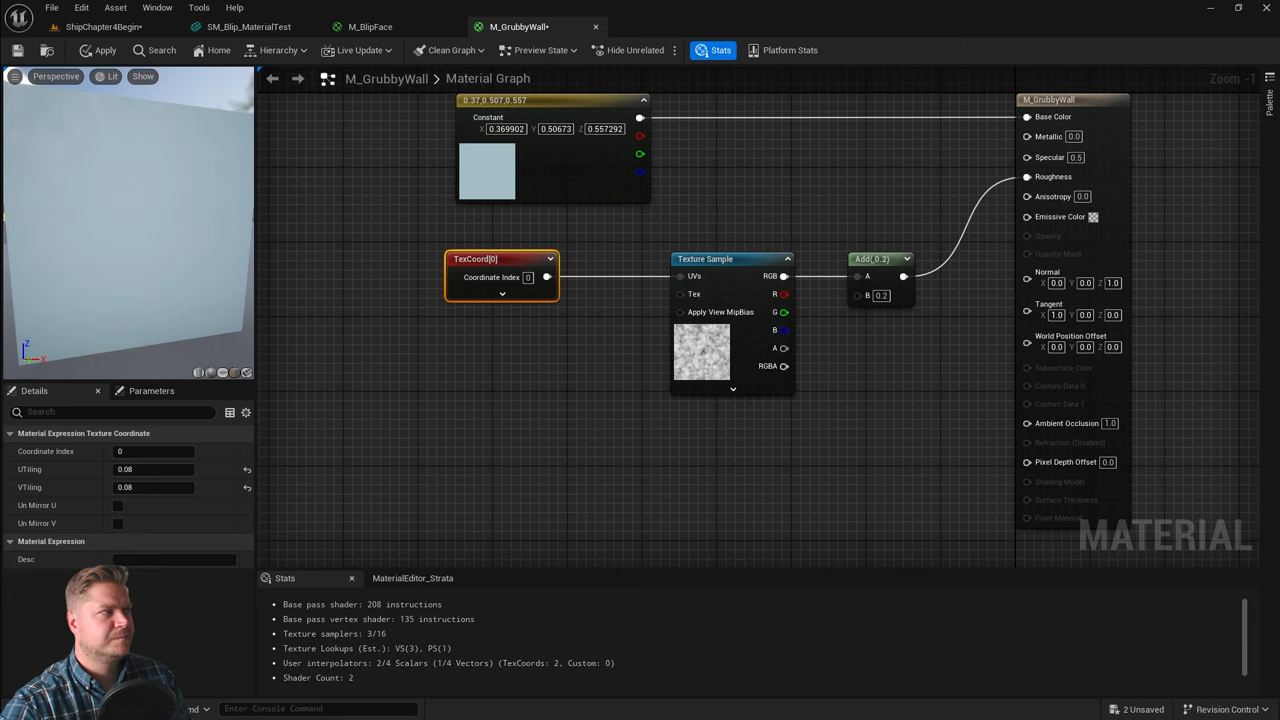 File Edit Asset Window Tools Help
ShipChapter4Begin* SM_Blip_MaterialTest M_BlipFace M_GrubbyWall*
Apply Search Home Hierarchy Live Update Clean Graph Preview State Hide Unrelated Stats Platform Stats
Perspective Lit Show
M_GrubbyWall Material Graph Zoom -1
Palette
0.37,0.507,0.557
Constant
X 0.369902 Y 0.50673 Z 0.557292
TexCoord[0]
Coordinate Index 0
Texture Sample
UVs RGB
Tex R
Apply View MipBias G
B
A
RGBA
Add(,0.2)
A
B 0.2
M_GrubbyWall
Base Color
Metallic 0.0
Specular 0.5
Roughness
Anisotropy 0.0
Emissive Color
Opacity
Opacity Mask
Normal
X 0.0 Y 0.0 Z 1.0
Tangent
X 1.0 Y 0.0 Z 0.0
World Position Offset
X 0.0 Y 0.0 Z 0.0
Subsurface Color
Custom Data 0
Custom Data 1
Ambient Occlusion 1.0
Refraction (Disabled)
Pixel Depth Offset 0.0
Shading Model
Surface Thickness
Front Material
MATERIAL
Z
X
Details Parameters
Search
Material Expression Texture Coordinate
Coordinate Index 0
UTiling 0.08
VTiling 0.08
Un Mirror U
Un Mirror V
Material Expression
Desc
Stats MaterialEditor_Strata
Base pass shader: 208 instructions
Base pass vertex shader: 135 instructions
Texture samplers: 3/16
Texture Lookups (Est.): VS(3), PS(1)
User interpolators: 2/4 Scalars (1/4 Vectors) (TexCoords: 2, Custom: 0)
Shader Count: 2
Enter Console Command
2 Unsaved Revision Control